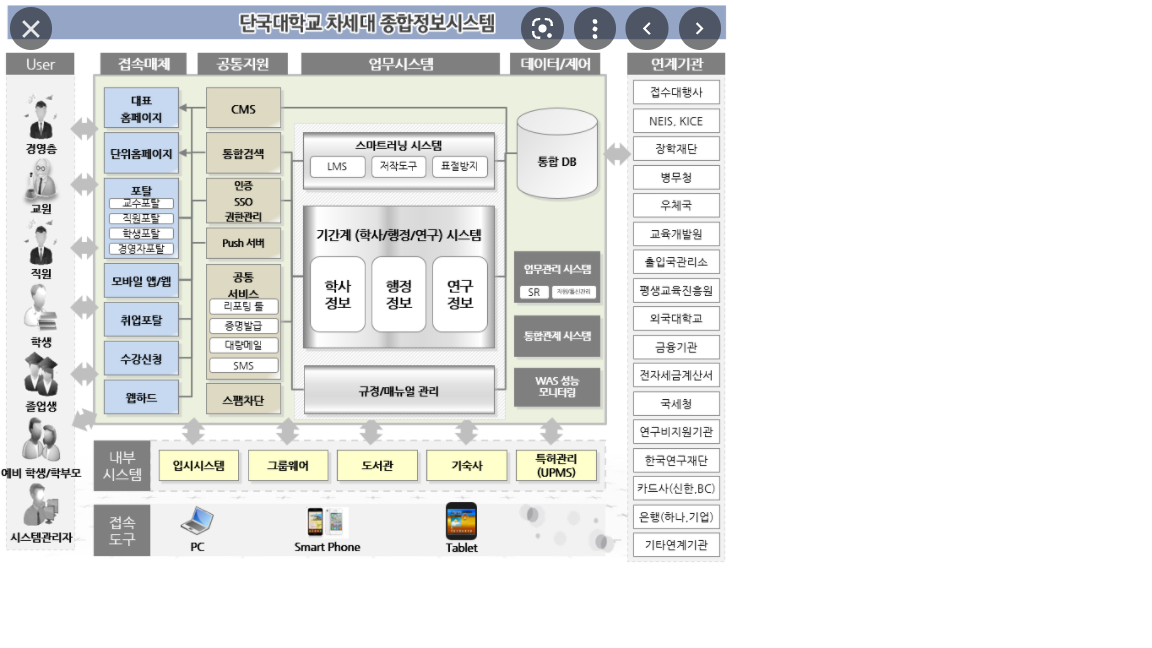 단국대학교 차세대 종합정보시스템
User
접속매체
공통지원
업무시스템
데이터/제어
연계기관
경영층
교원
직원
학생
졸업생
예비 학생/학부모
시스템관리자
대표
홈페이지
단위홈페이지
포탈
교수포탈
직원포탈
학생포탈
경영자포탈
모바일 앱/웹
취업포탈
수강신청
웹하드
CMS
통합검색
인증
SSO
권한관리
Push 서버
공통
서비스
리포팅 툴
증명발급
대량메일
SMS
스팸차단
스마트러닝 시스템
LMS
저작도구
표절방지
기간계 (학사/행정/연구) 시스템
학사
정보
행정
정보
연구
정보
규정/매뉴얼 관리
통합 DB
업무관리 시스템
SR
통합관제 시스템
WAS 성능
모니터링
접수대행사
NEIS, KICE
장학재단
병무청
우체국
교육개발원
출입국관리소
평생교육진흥원
외국대학교
금융기관
전자세금계산서
국세청
연구비지원기관
한국연구재단
카드사(신한,BC)
은행(하나,기업)
기타연계기관
내부
시스템
입시시스템
그룹웨어
도서관
기숙사
특허관리
(UPMS)
접속
도구
PC
Smart Phone
Tablet